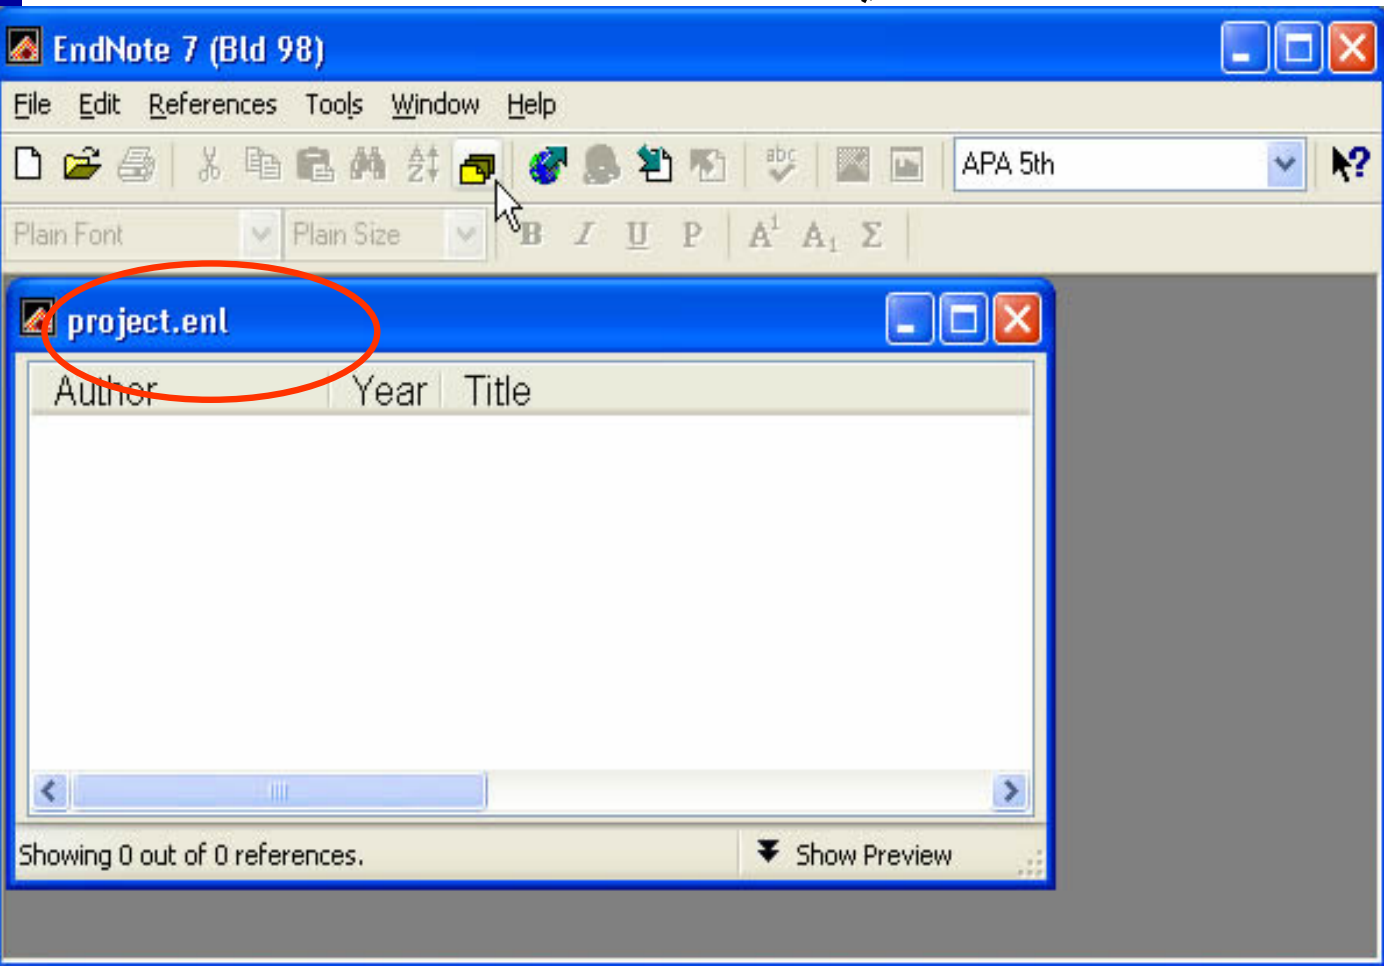 EndNote 7 (Bld 98)
File Edit References Tools Window Help
abc APA 5th ?
Plain Font Plain Size B I U P A1 A1 Σ
project.enl
Author Year Title
Showing 0 out of 0 references. Show Preview